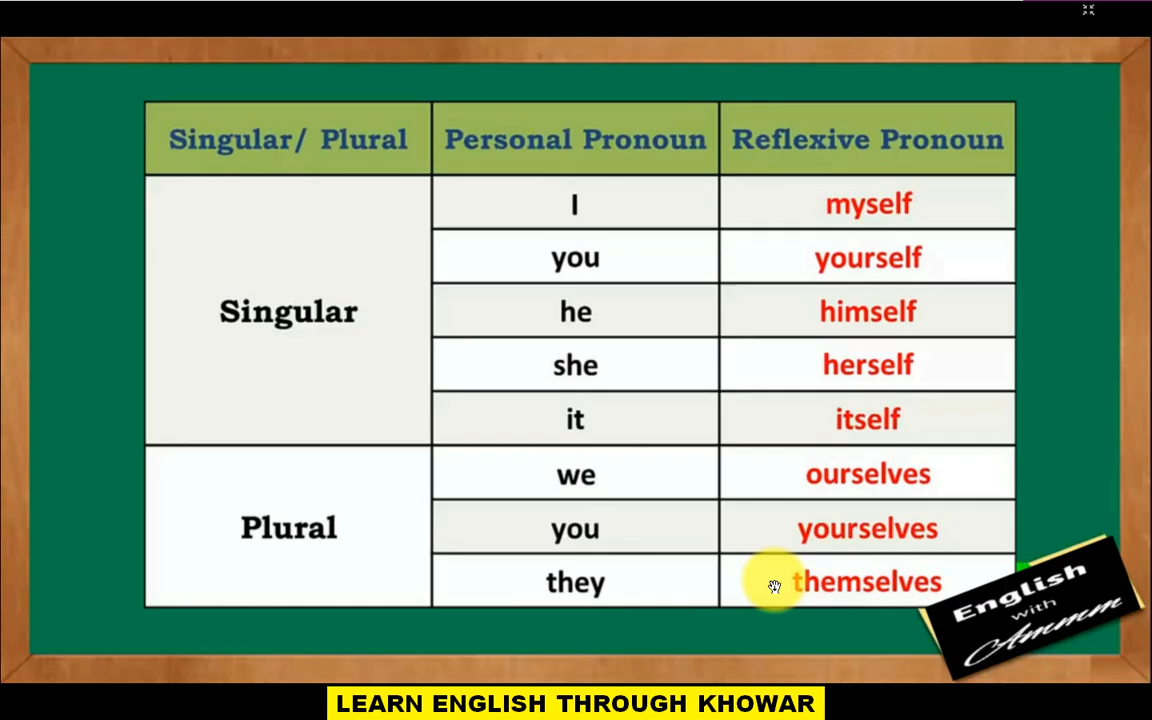 Singular/ Plural Personal Pronoun Reflexive Pronoun
Singular
I myself
you yourself
he himself
she herself
it itself
Plural
we ourselves
you yourselves
they themselves
English
with
Ammm
LEARN ENGLISH THROUGH KHOWAR